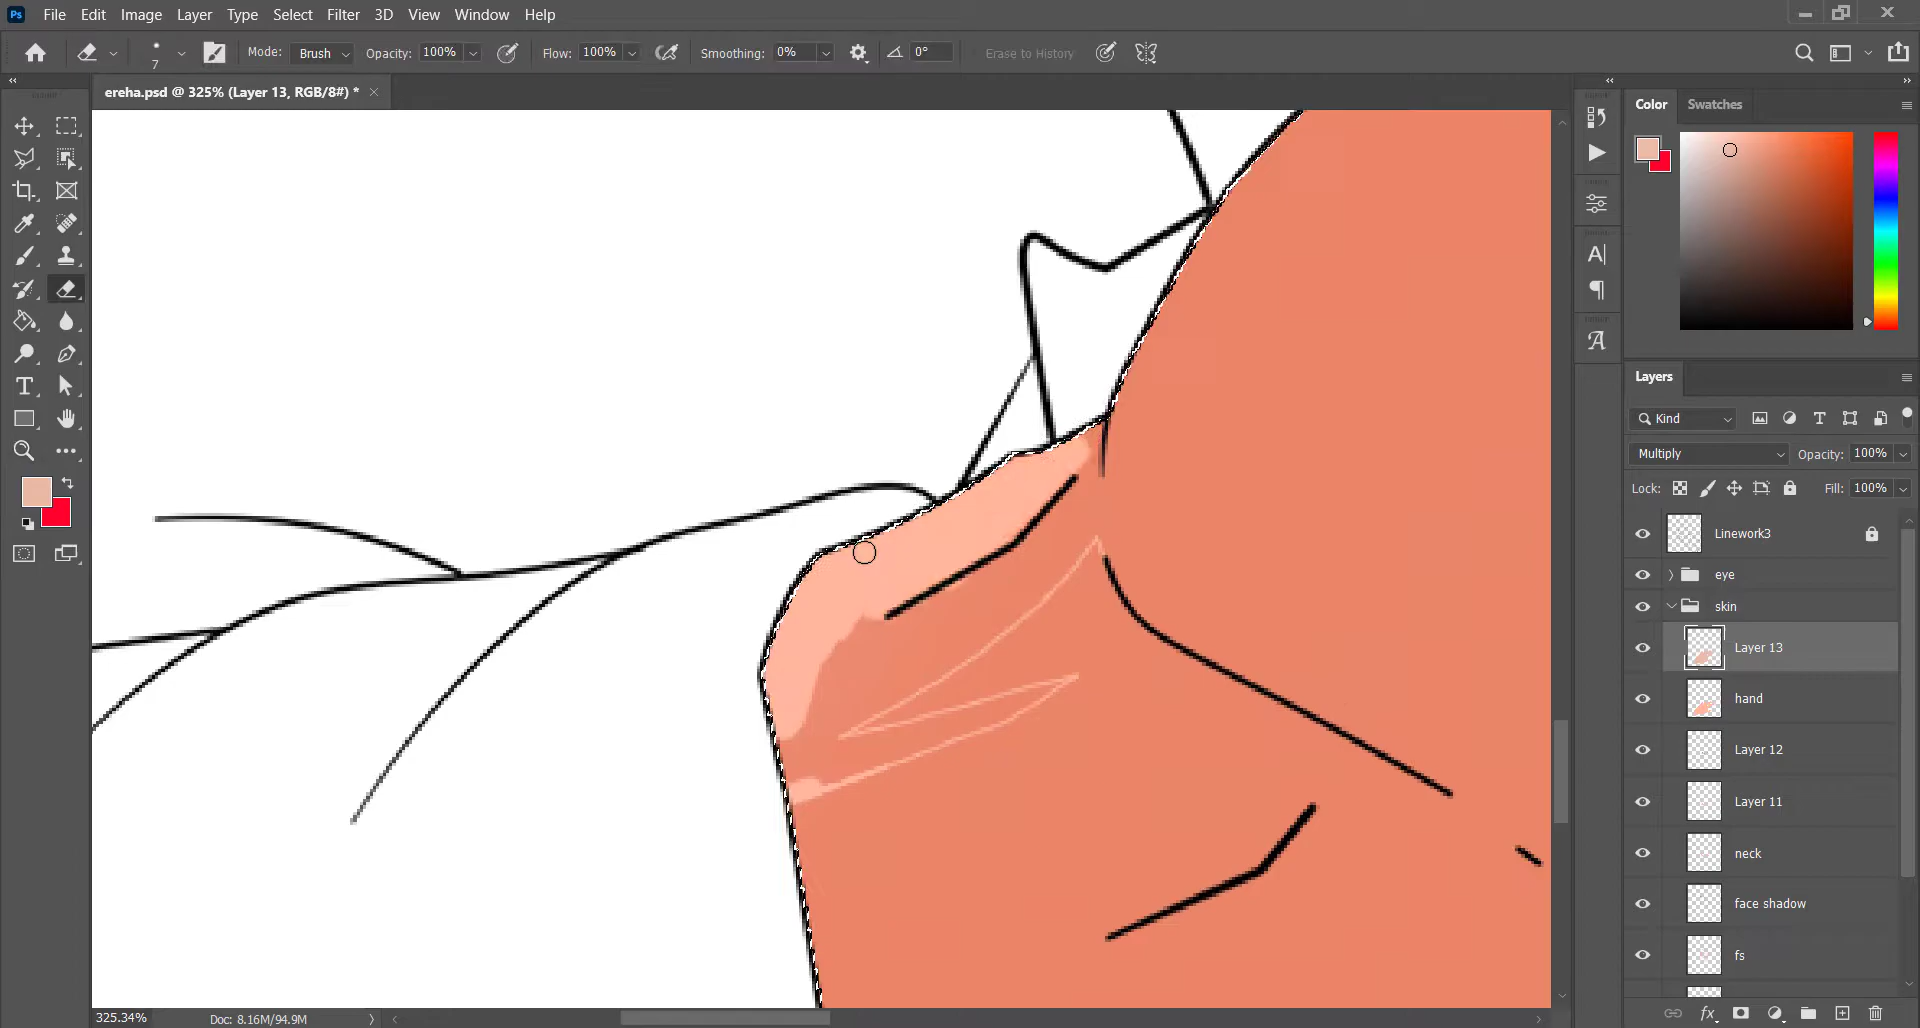 Ps File Edit Image Layer Type Select Filter 3D View Window Help
7 Mode: Brush Opacity: 100% Flow: 100% Smoothing: 0% 0° Erase to History
ereha.psd @ 325% (Layer 13, RGB/8#) *
Color Swatches
Layers
Kind
Multiply Opacity: 100%
Lock: Fill: 100%
Linework3
eye
skin
Layer 13
hand
Layer 12
Layer 11
neck
face shadow
fs
325.34% Doc: 8.16M/94.9M